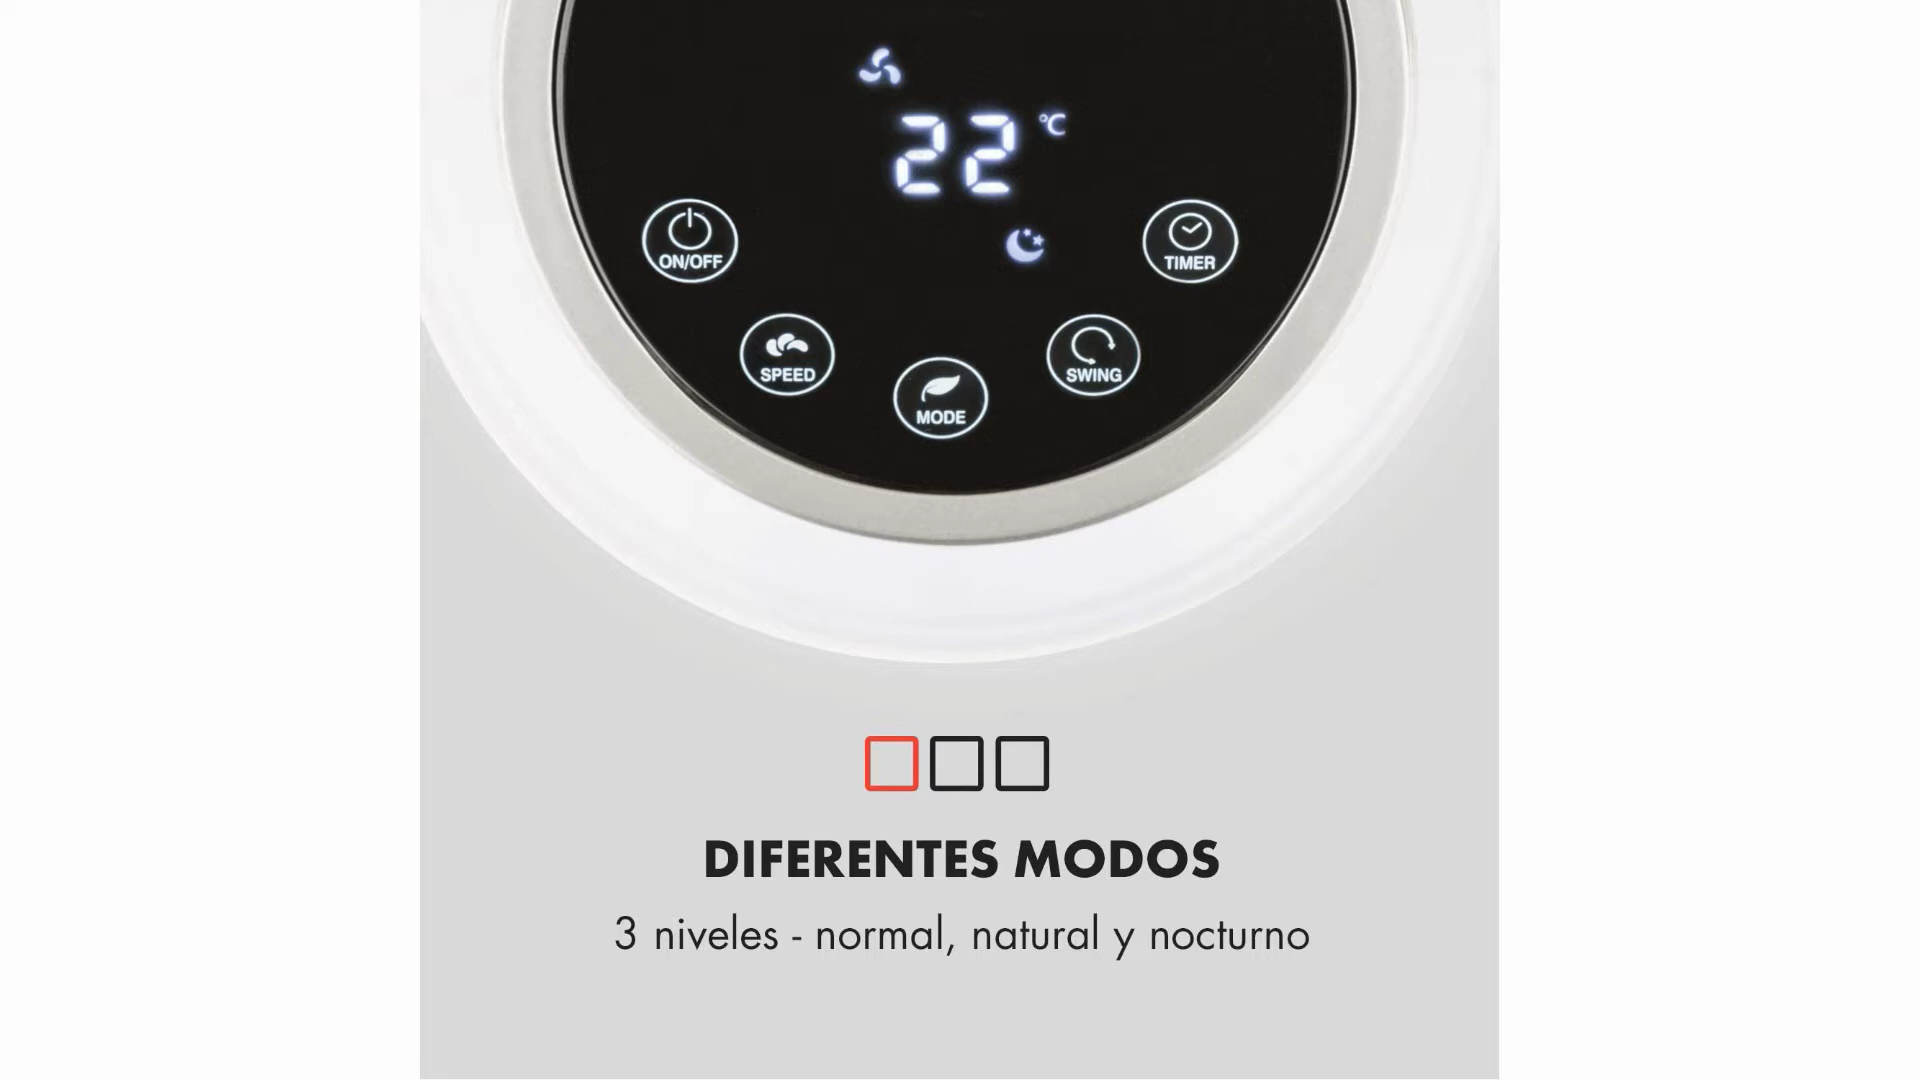 22 °C
ON/OFF
TIMER
SPEED
SWING
MODE
DIFERENTES MODOS
3 niveles - normal, natural y nocturno